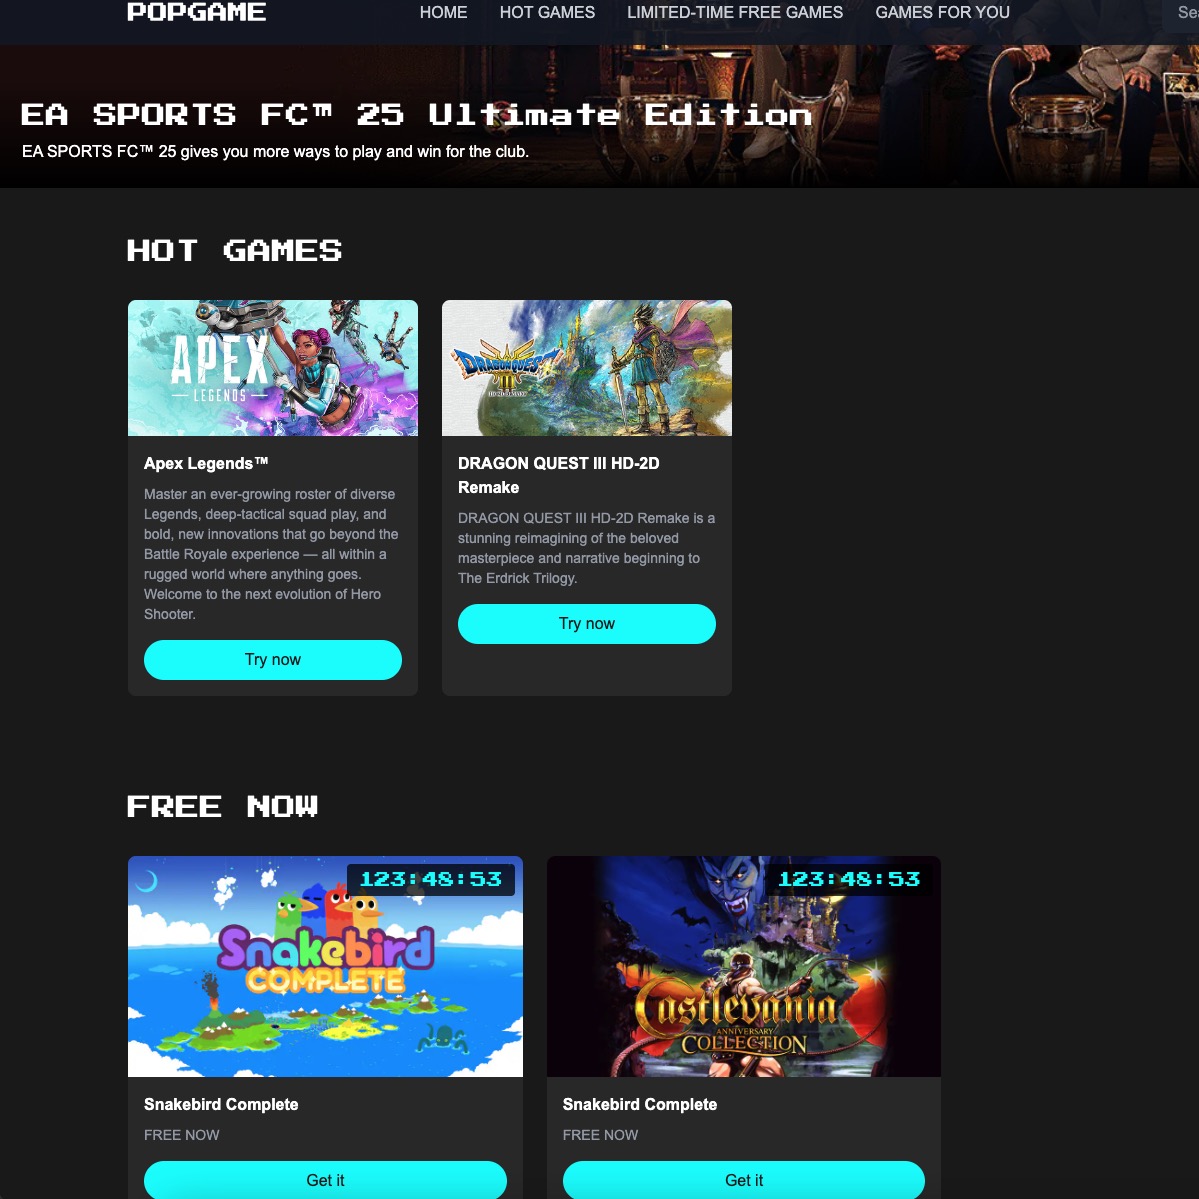 POPGAME
HOME HOT GAMES LIMITED-TIME FREE GAMES GAMES FOR YOU
EA SPORTS FC™ 25 Ultimate Edition
EA SPORTS FC™ 25 gives you more ways to play and win for the club.
HOT GAMES
APEX
LEGENDS
DRAGON QUEST
III
HD-2D REMAKE
Apex Legends™
Master an ever-growing roster of diverse
Legends, deep-tactical squad play, and
bold, new innovations that go beyond the
Battle Royale experience — all within a
rugged world where anything goes.
Welcome to the next evolution of Hero
Shooter.
Try now
DRAGON QUEST III HD-2D
Remake
DRAGON QUEST III HD-2D Remake is a
stunning reimagining of the beloved
masterpiece and narrative beginning to
The Erdrick Trilogy.
Try now
FREE NOW
123:48:53
Snakebird
COMPLETE
Snakebird Complete
FREE NOW
Get it
123:48:53
Castlevania
ANNIVERSARY
COLLECTION
Snakebird Complete
FREE NOW
Get it